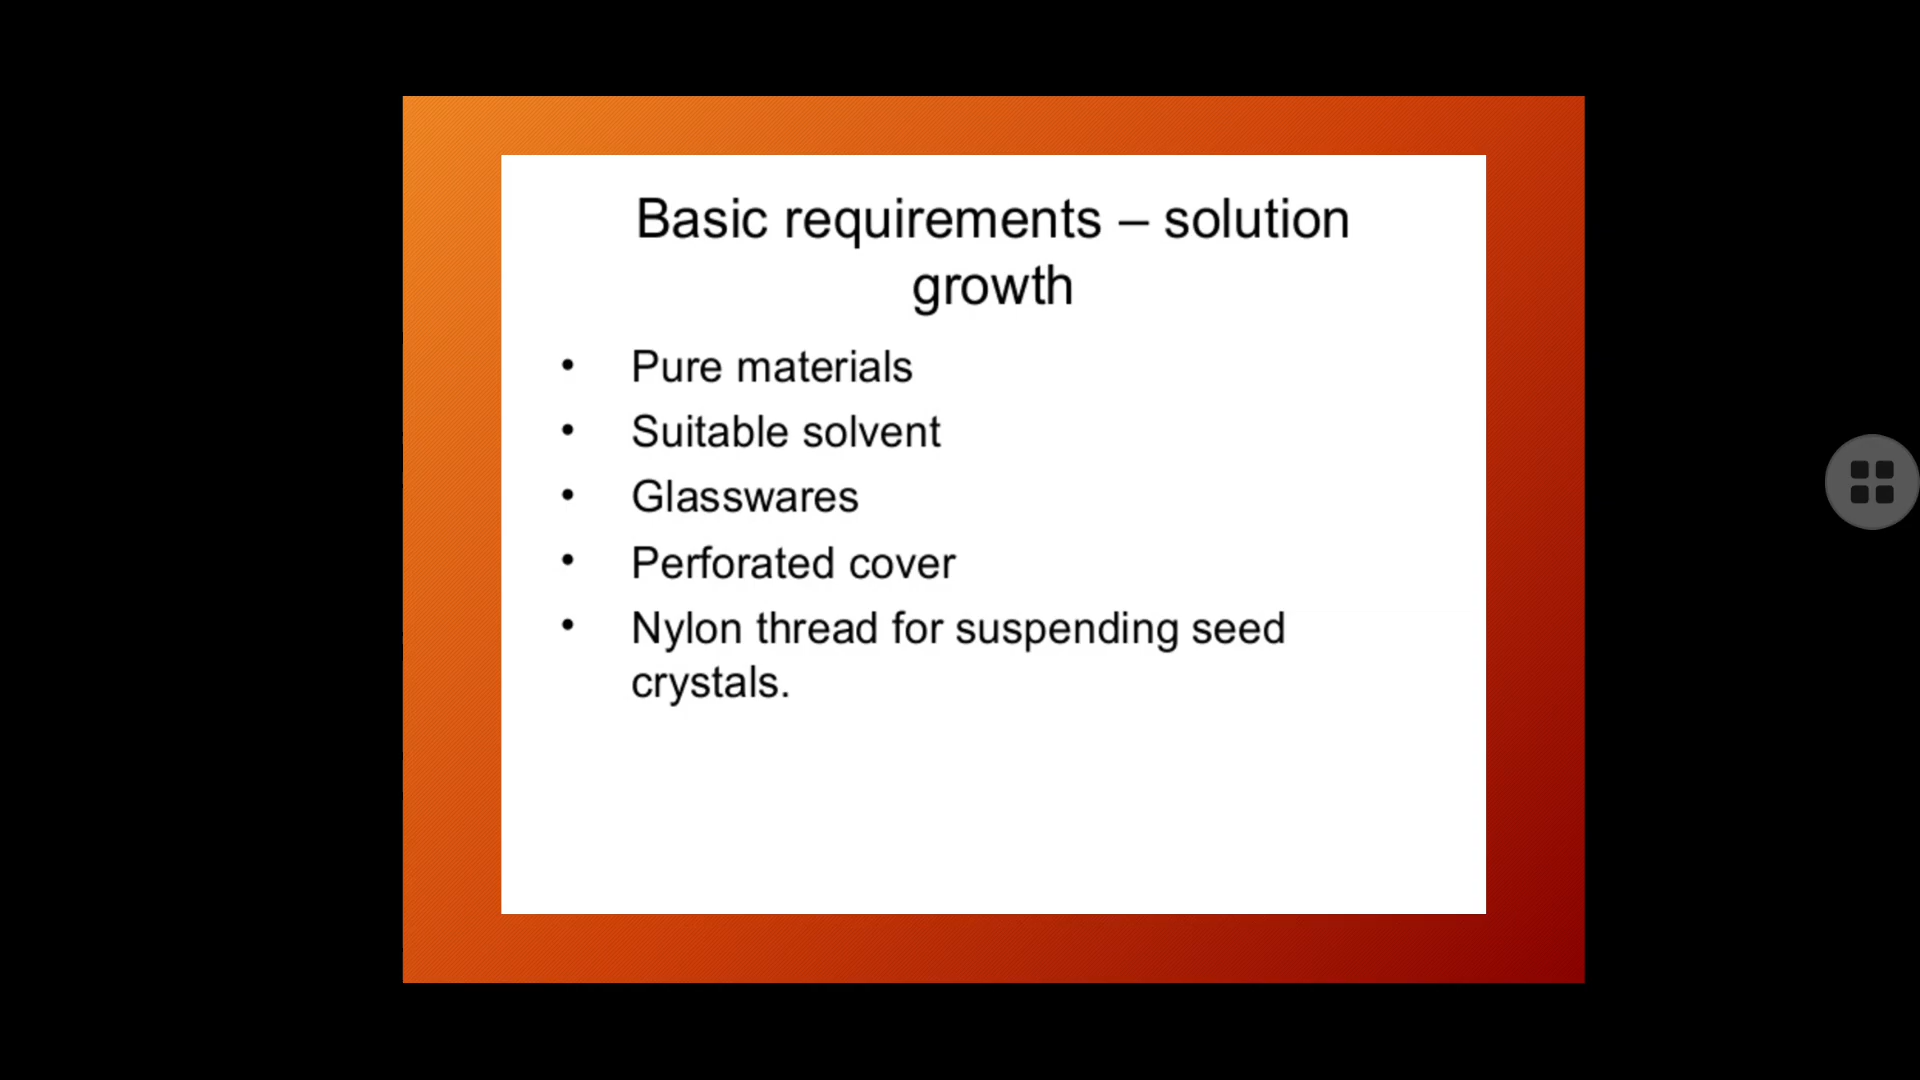 Basic requirements – solution
growth
• Pure materials
• Suitable solvent
• Glasswares
• Perforated cover
• Nylon thread for suspending seed
crystals.